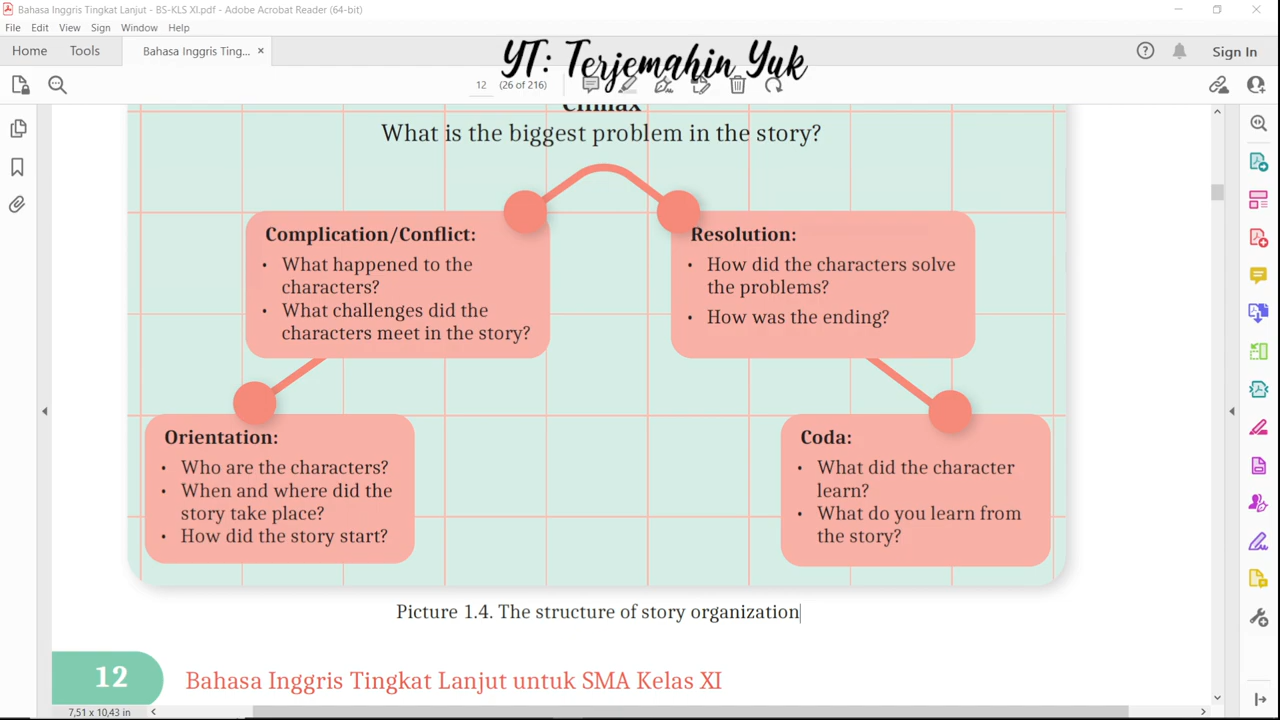 Bahasa Inggris Tingkat Lanjut - BS-KLS XI.pdf - Adobe Acrobat Reader (64-bit)
File Edit View Sign Window Help
Home Tools Bahasa Inggris Ting... × Sign In
YT: Terjemahin Yuk
12 (26 of 216)
Climax
What is the biggest problem in the story?
Complication/Conflict:
• What happened to the
characters?
• What challenges did the
characters meet in the story?
Resolution:
• How did the characters solve
the problems?
• How was the ending?
Orientation:
• Who are the characters?
• When and where did the
story take place?
• How did the story start?
Coda:
• What did the character
learn?
• What do you learn from
the story?
Picture 1.4. The structure of story organization
12 Bahasa Inggris Tingkat Lanjut untuk SMA Kelas XI
7,51 x 10,43 in